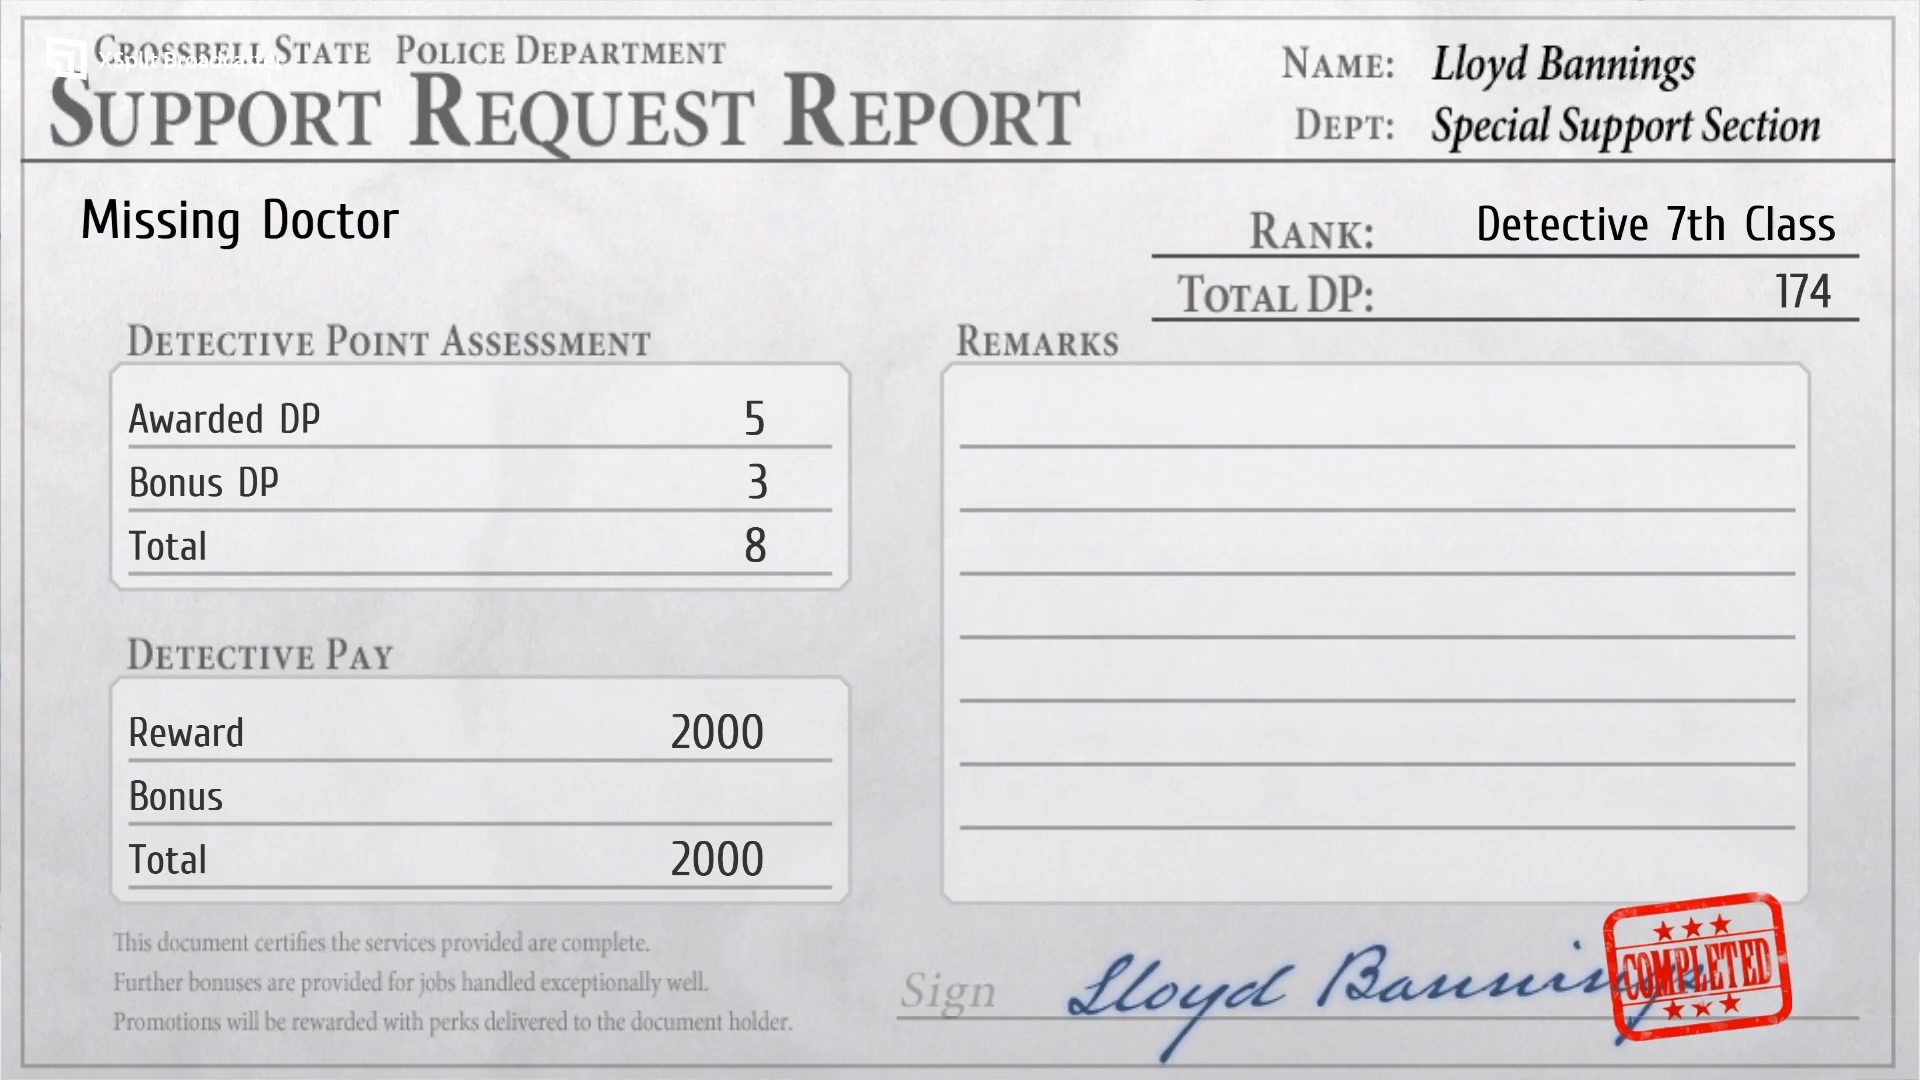 CROSSBELL STATE POLICE DEPARTMENT
XSplit Broadcaster
SUPPORT REQUEST REPORT
NAME: Lloyd Bannings
DEPT: Special Support Section
Missing Doctor
RANK: Detective 7th Class
TOTAL DP: 174
DETECTIVE POINT ASSESSMENT
Awarded DP 5
Bonus DP 3
Total 8
DETECTIVE PAY
Reward 2000
Bonus
Total 2000
REMARKS
This document certifies the services provided are complete.
Further bonuses are provided for jobs handled exceptionally well.
Promotions will be rewarded with perks delivered to the document holder.
Sign Lloyd Bannings
COMPLETED